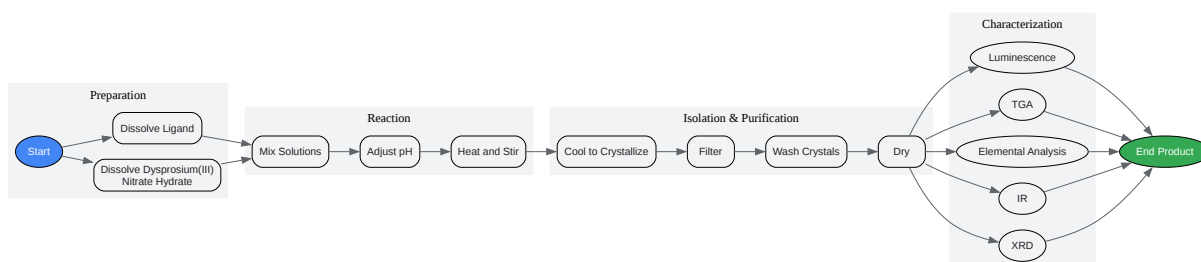 Preparation
Start
Dissolve Ligand
Dissolve Dysprosium(III)
Nitrate Hydrate
Reaction
Mix Solutions
Adjust pH
Heat and Stir
Isolation & Purification
Cool to Crystallize
Filter
Wash Crystals
Dry
Characterization
Luminescence
TGA
Elemental Analysis
IR
XRD
End Product